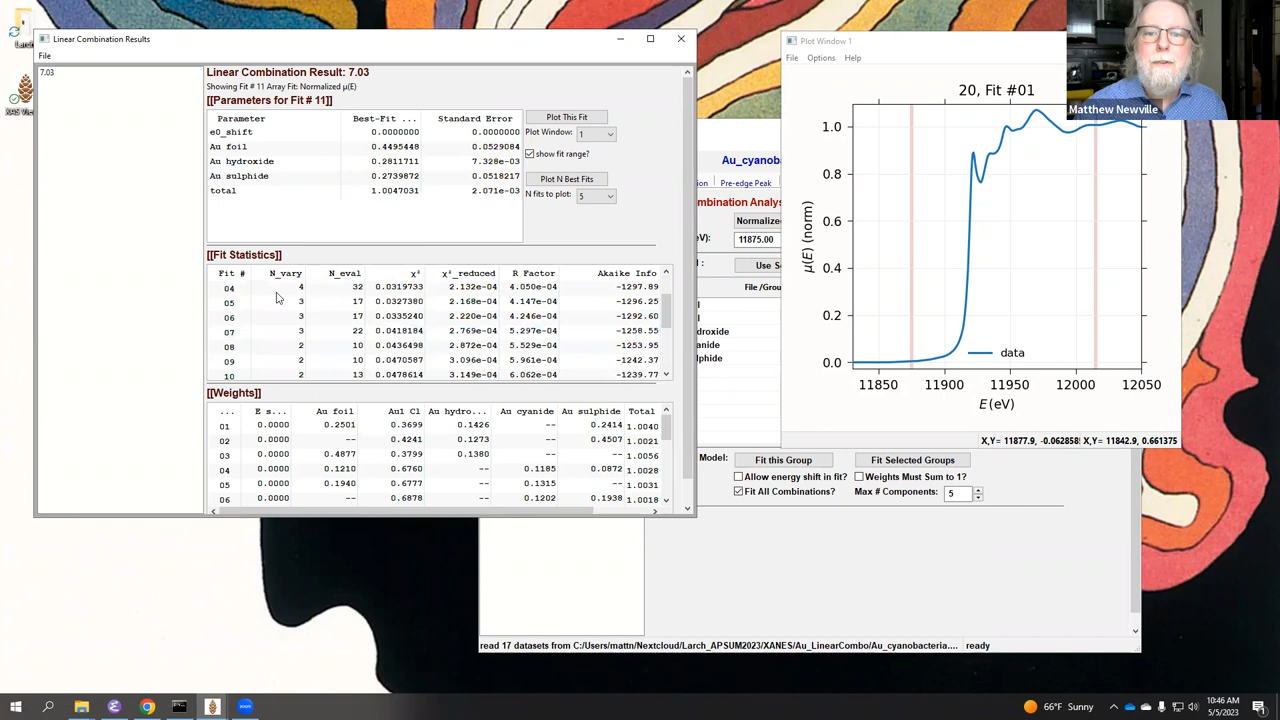 Linear Combination Results
File
7.03
Linear Combination Result: 7.03
Showing Fit # 11 Array Fit: Normalized μ(E)
[[Parameters for Fit # 11]]
Parameter Best-Fit ... Standard Error
e0_shift 0.0000000 0.0000000
Au foil 0.4495448 0.0529084
Au hydroxide 0.2811711 7.328e-03
Au sulphide 0.2739872 0.0518217
total 1.0047031 2.071e-03
Plot This Fit
Plot Window: 1
show fit range?
Plot N Best Fits
N fits to plot: 5
[[Fit Statistics]]
Fit # N_vary N_eval χ² χ²_reduced R Factor Akaike Info
04 4 32 0.0319733 2.132e-04 4.050e-04 -1297.89
05 3 17 0.0327380 2.168e-04 4.147e-04 -1296.25
06 3 17 0.0335240 2.220e-04 4.246e-04 -1292.60
07 3 22 0.0418184 2.769e-04 5.297e-04 -1258.55
08 2 10 0.0436498 2.872e-04 5.529e-04 -1253.95
09 2 10 0.0470587 3.096e-04 5.961e-04 -1242.37
10 2 13 0.0478614 3.149e-04 6.062e-04 -1239.77
[[Weights]]
... E s... Au foil Au1 Cl Au hydro... Au cyanide Au sulphide Total
01 0.0000 0.2501 0.3699 0.1426 -- 0.2414 1.0040
02 0.0000 -- 0.4241 0.1273 -- 0.4507 1.0021
03 0.0000 0.4877 0.3799 0.1380 -- -- 1.0056
04 0.0000 0.1210 0.6760 -- 0.1185 0.0872 1.0028
05 0.0000 0.1940 0.6777 -- 0.1315 -- 1.0031
06 0.0000 -- 0.6878 -- 0.1202 0.1938 1.0018
Au_cyanoba
ion Pre-edge Peak
mbination Analys
Normalized
eV): 11875.00
Use S
File /Grou
droxide
anide
lphide
Model: Fit this Group Fit Selected Groups
Allow energy shift in fit? Weights Must Sum to 1?
Fit All Combinations? Max # Components: 5
read 17 datasets from C:/Users/mattn/Nextcloud/Larch_APSUM2023/XANES/Au_LinearCombo/Au_cyanobacteria.... ready
Plot Window 1
File Options Help
20, Fit #01
μ(E) (norm)
1.0
0.8
0.6
0.4
0.2
0.0
data
11850 11900 11950 12000 12050
E (eV)
X,Y= 11877.9, -0.062858 X,Y= 11842.9, 0.661375
Matthew Newville
Larch
XAS Vie
66°F Sunny
10:46 AM
5/5/2023